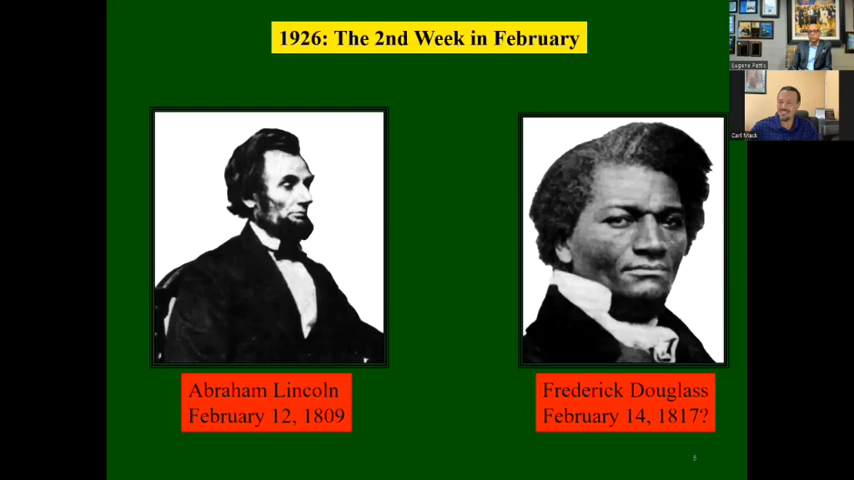 1926: The 2nd Week in February
Eugene Pettis
Carl Mack
Abraham Lincoln
February 12, 1809
Frederick Douglass
February 14, 1817?
8